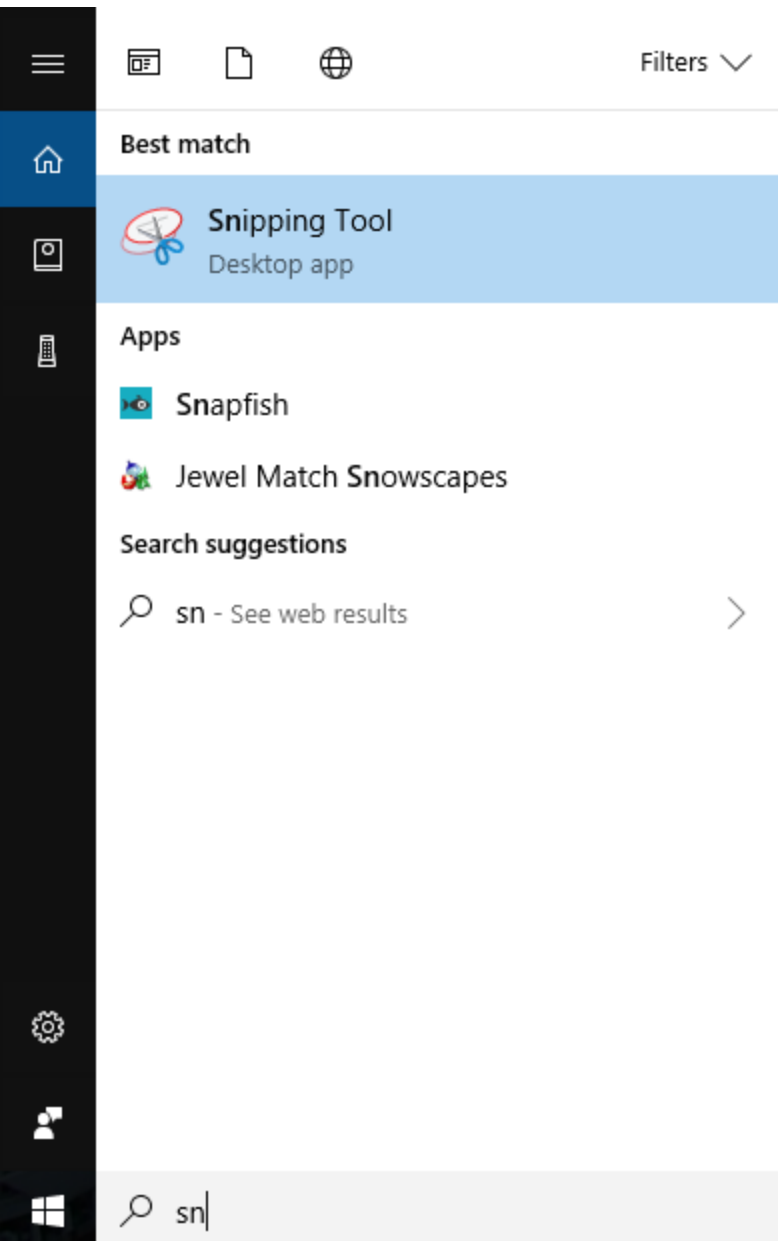 Filters
Best match
Snipping Tool
Desktop app
Apps
Snapfish
Jewel Match Snowscapes
Search suggestions
sn - See web results
sn